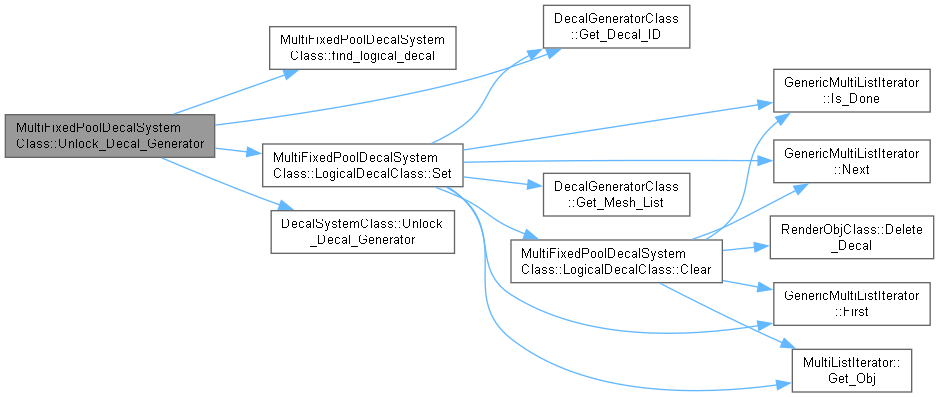 MultiFixedPoolDecalSystem
Class::Unlock_Decal_Generator
MultiFixedPoolDecalSystem
Class::find_logical_decal
DecalGeneratorClass
::Get_Decal_ID
MultiFixedPoolDecalSystem
Class::LogicalDecalClass::Set
DecalSystemClass::Unlock
_Decal_Generator
DecalGeneratorClass
::Get_Mesh_List
MultiFixedPoolDecalSystem
Class::LogicalDecalClass::Clear
GenericMultiListIterator
::Is_Done
GenericMultiListIterator
::Next
RenderObjClass::Delete
_Decal
GenericMultiListIterator
::First
MultiListIterator::
Get_Obj